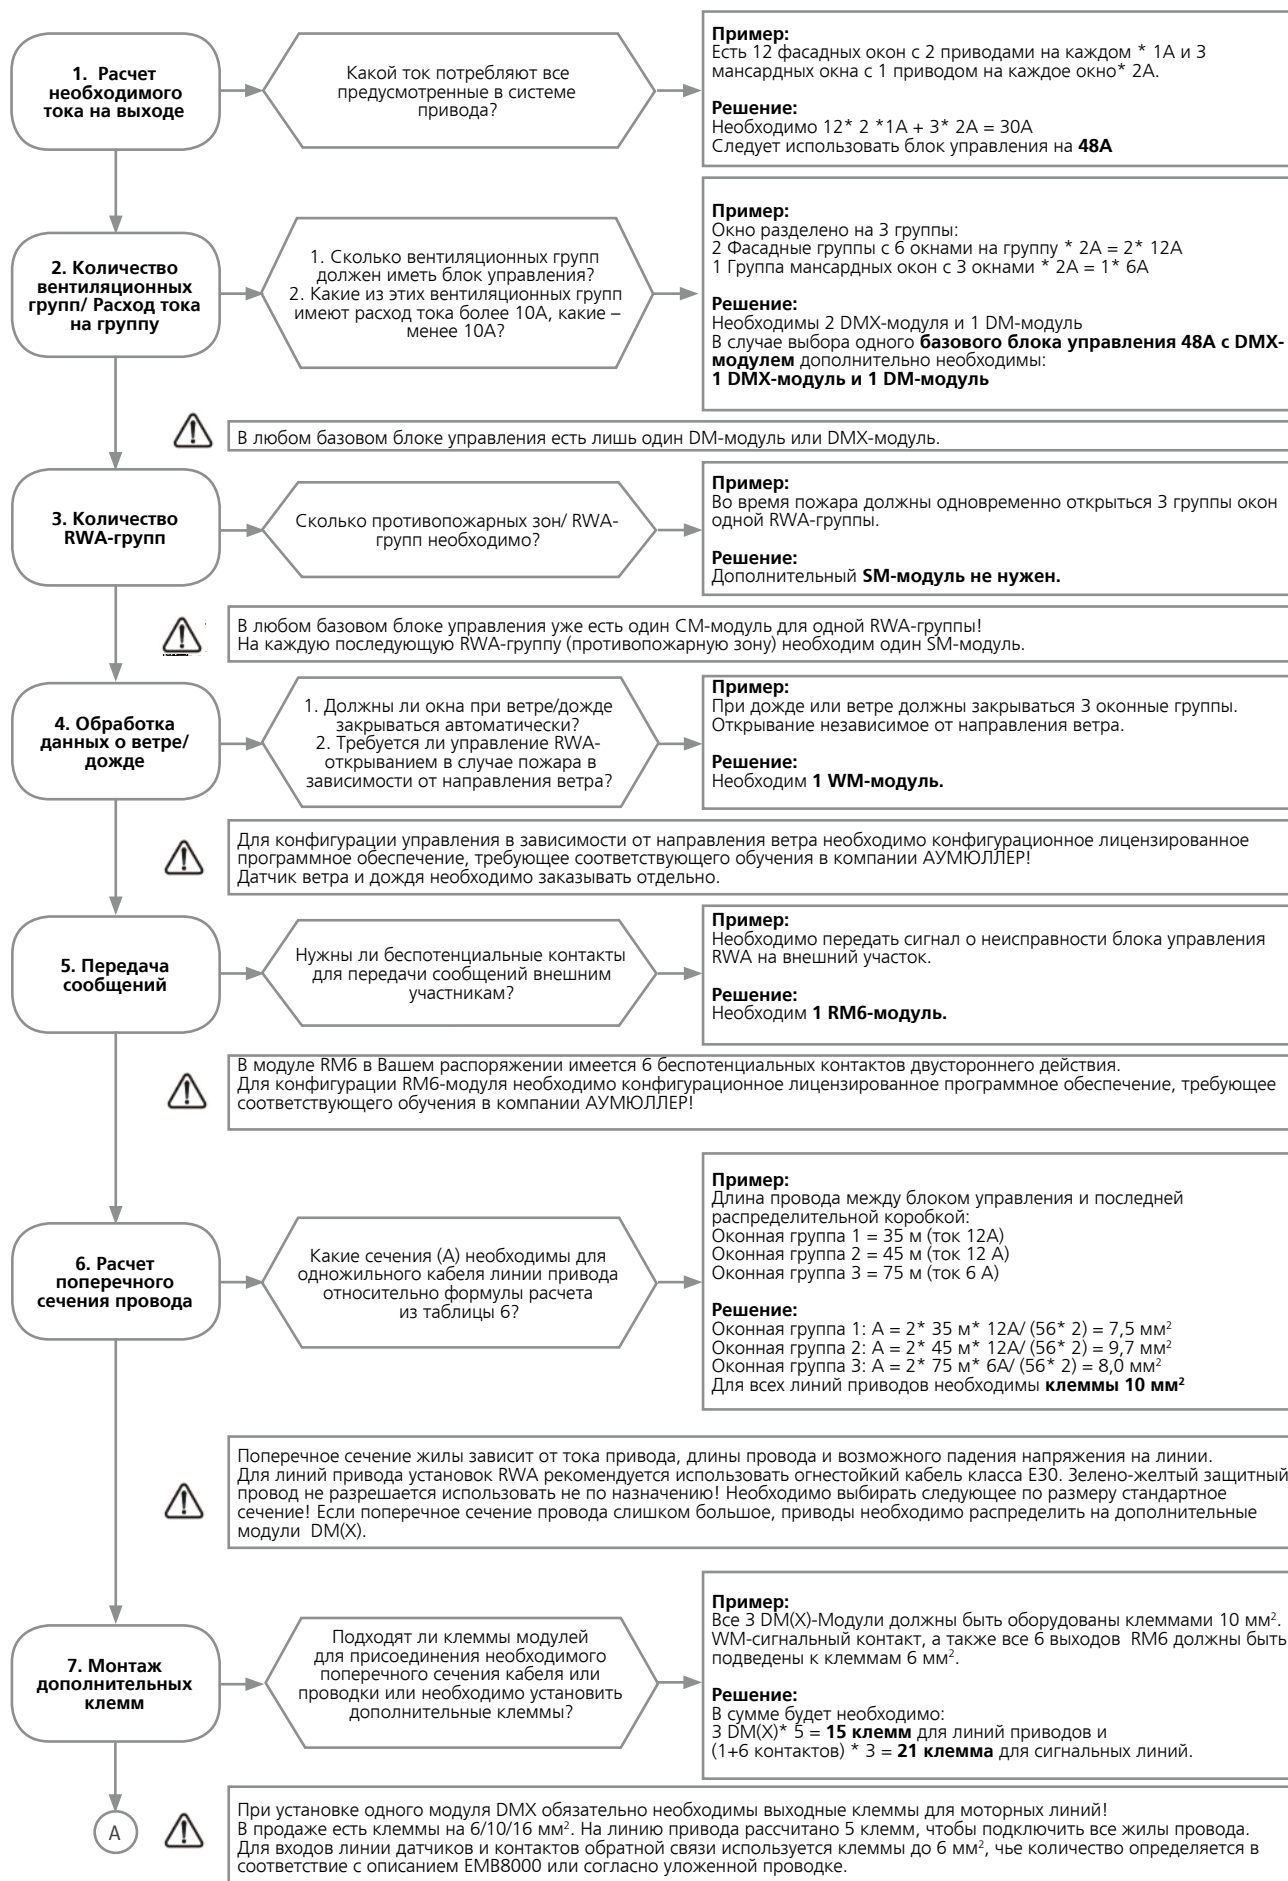 1. Расчет
необходимого
тока на выходе
Какой ток потребляют все
предусмотренные в системе
привода?
Пример:
Есть 12 фасадных окон с 2 приводами на каждом * 1А и 3
мансардных окна с 1 приводом на каждое окно* 2А.
Решение:
Необходимо 12* 2 *1А + 3* 2А = 30А
Следует использовать блок управления на 48А
2. Количество
вентиляционных
групп/ Расход тока
на группу
1. Сколько вентиляционных групп
должен иметь блок управления?
2. Какие из этих вентиляционных групп
имеют расход тока более 10А, какие –
менее 10А?
Пример:
Окно разделено на 3 группы:
2 Фасадные группы с 6 окнами на группу * 2А = 2* 12А
1 Группа мансардных окон с 3 окнами * 2А = 1* 6А
Решение:
Необходимы 2 DMX-модуля и 1 DM-модуль
В случае выбора одного базового блока управления 48А с DMX-
модулем дополнительно необходимы:
1 DMX-модуль и 1 DM-модуль
В любом базовом блоке управления есть лишь один DM-модуль или DMX-модуль.
3. Количество
RWA-групп
Сколько противопожарных зон/ RWA-
групп необходимо?
Пример:
Во время пожара должны одновременно открыться 3 группы окон
одной RWA-группы.
Решение:
Дополнительный SM-модуль не нужен.
В любом базовом блоке управления уже есть один СМ-модуль для одной RWA-группы!
На каждую последующую RWA-группу (противопожарную зону) необходим один SM-модуль.
4. Обработка
данных о ветре/
дожде
1. Должны ли окна при ветре/дожде
закрываться автоматически?
2. Требуется ли управление RWA-
открыванием в случае пожара в
зависимости от направления ветра?
Пример:
При дожде или ветре должны закрываться 3 оконные группы.
Открывание независимое от направления ветра.
Решение:
Необходим 1 WM-модуль.
Для конфигурации управления в зависимости от направления ветра необходимо конфигурационное лицензированное
программное обеспечение, требующее соответствующего обучения в компании АУМЮЛЛЕР!
Датчик ветра и дождя необходимо заказывать отдельно.
5. Передача
сообщений
Нужны ли беспотенциальные контакты
для передачи сообщений внешним
участникам?
Пример:
Необходимо передать сигнал о неисправности блока управления
RWA на внешний участок.
Решение:
Необходим 1 RM6-модуль.
В модуле RM6 в Вашем распоряжении имеется 6 беспотенциальных контактов двустороннего действия.
Для конфигурации RM6-модуля необходимо конфигурационное лицензированное программное обеспечение, требующее
соответствующего обучения в компании АУМЮЛЛЕР!
6. Расчет
поперечного
сечения провода
Какие сечения (А) необходимы для
одножильного кабеля линии привода
относительно формулы расчета
из таблицы 6?
Пример:
Длина провода между блоком управления и последней
распределительной коробкой:
Оконная группа 1 = 35 м (ток 12А)
Оконная группа 2 = 45 м (ток 12 А)
Оконная группа 3 = 75 м (ток 6 А)
Решение:
Оконная группа 1: А = 2* 35 м* 12А/ (56* 2) = 7,5 мм²
Оконная группа 2: А = 2* 45 м* 12А/ (56* 2) = 9,7 мм²
Оконная группа 3: А = 2* 75 м* 6А/ (56* 2) = 8,0 мм²
Для всех линий приводов необходимы клеммы 10 мм²
Поперечное сечение жилы зависит от тока привода, длины провода и возможного падения напряжения на линии.
Для линий привода установок RWA рекомендуется использовать огнестойкий кабель класса Е30. Зелено-желтый защитный
провод не разрешается использовать не по назначению! Необходимо выбирать следующее по размеру стандартное
сечение! Если поперечное сечение провода слишком большое, приводы необходимо распределить на дополнительные
модули DM(X).
7. Монтаж
дополнительных
клемм
Подходят ли клеммы модулей
для присоединения необходимого
поперечного сечения кабеля или
проводки или необходимо установить
дополнительные клеммы?
Пример:
Все 3 DM(X)-Модули должны быть оборудованы клеммами 10 мм².
WM-сигнальный контакт, а также все 6 выходов RM6 должны быть
подведены к клеммам 6 мм².
Решение:
В сумме будет необходимо:
3 DM(X)* 5 = 15 клемм для линий приводов и
(1+6 контактов) * 3 = 21 клемма для сигнальных линий.
А
При установке одного модуля DMX обязательно необходимы выходные клеммы для моторных линий!
В продаже есть клеммы на 6/10/16 мм². На линию привода рассчитано 5 клемм, чтобы подключить все жилы провода.
Для входов линии датчиков и контактов обратной связи используется клеммы до 6 мм², чье количество определяется в
соответствие с описанием EMB8000 или согласно уложенной проводке.